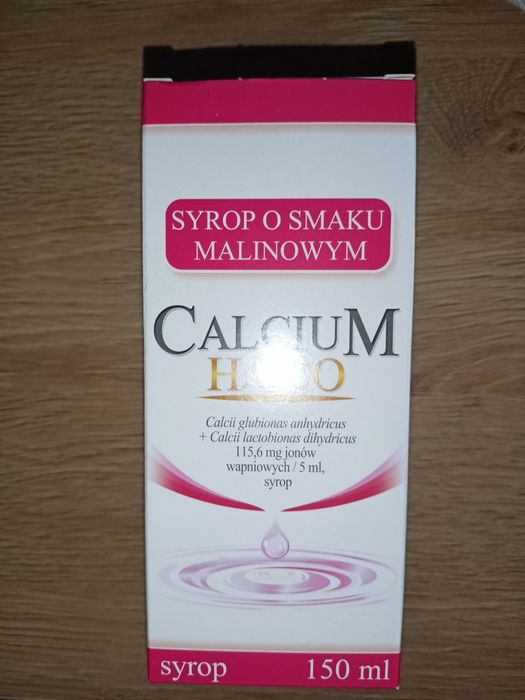 SYROP O SMAKU
MALINOWYM
CALCIUM
Calcii glubionas anhydricus
+ Calcii lactobionas dihydricus
115,6 mg jonów
wapniowych / 5 ml,
syrop
syrop 150 ml